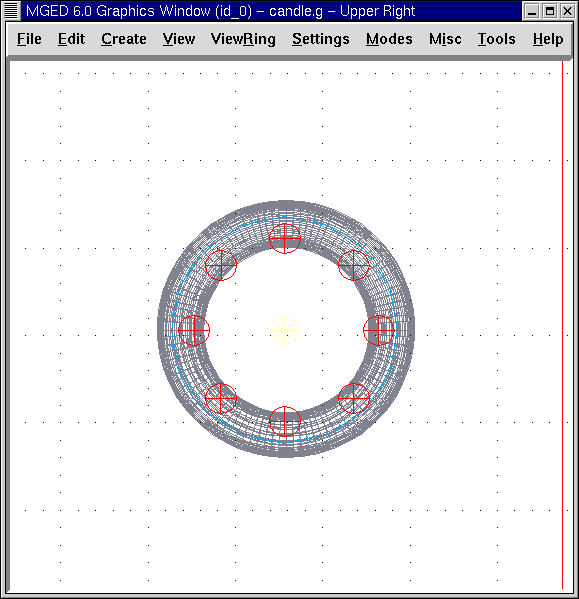 MGED 6.0 Graphics Window (id_0) – candle.g – Upper Right
File Edit Create View ViewRing Settings Modes Misc Tools Help